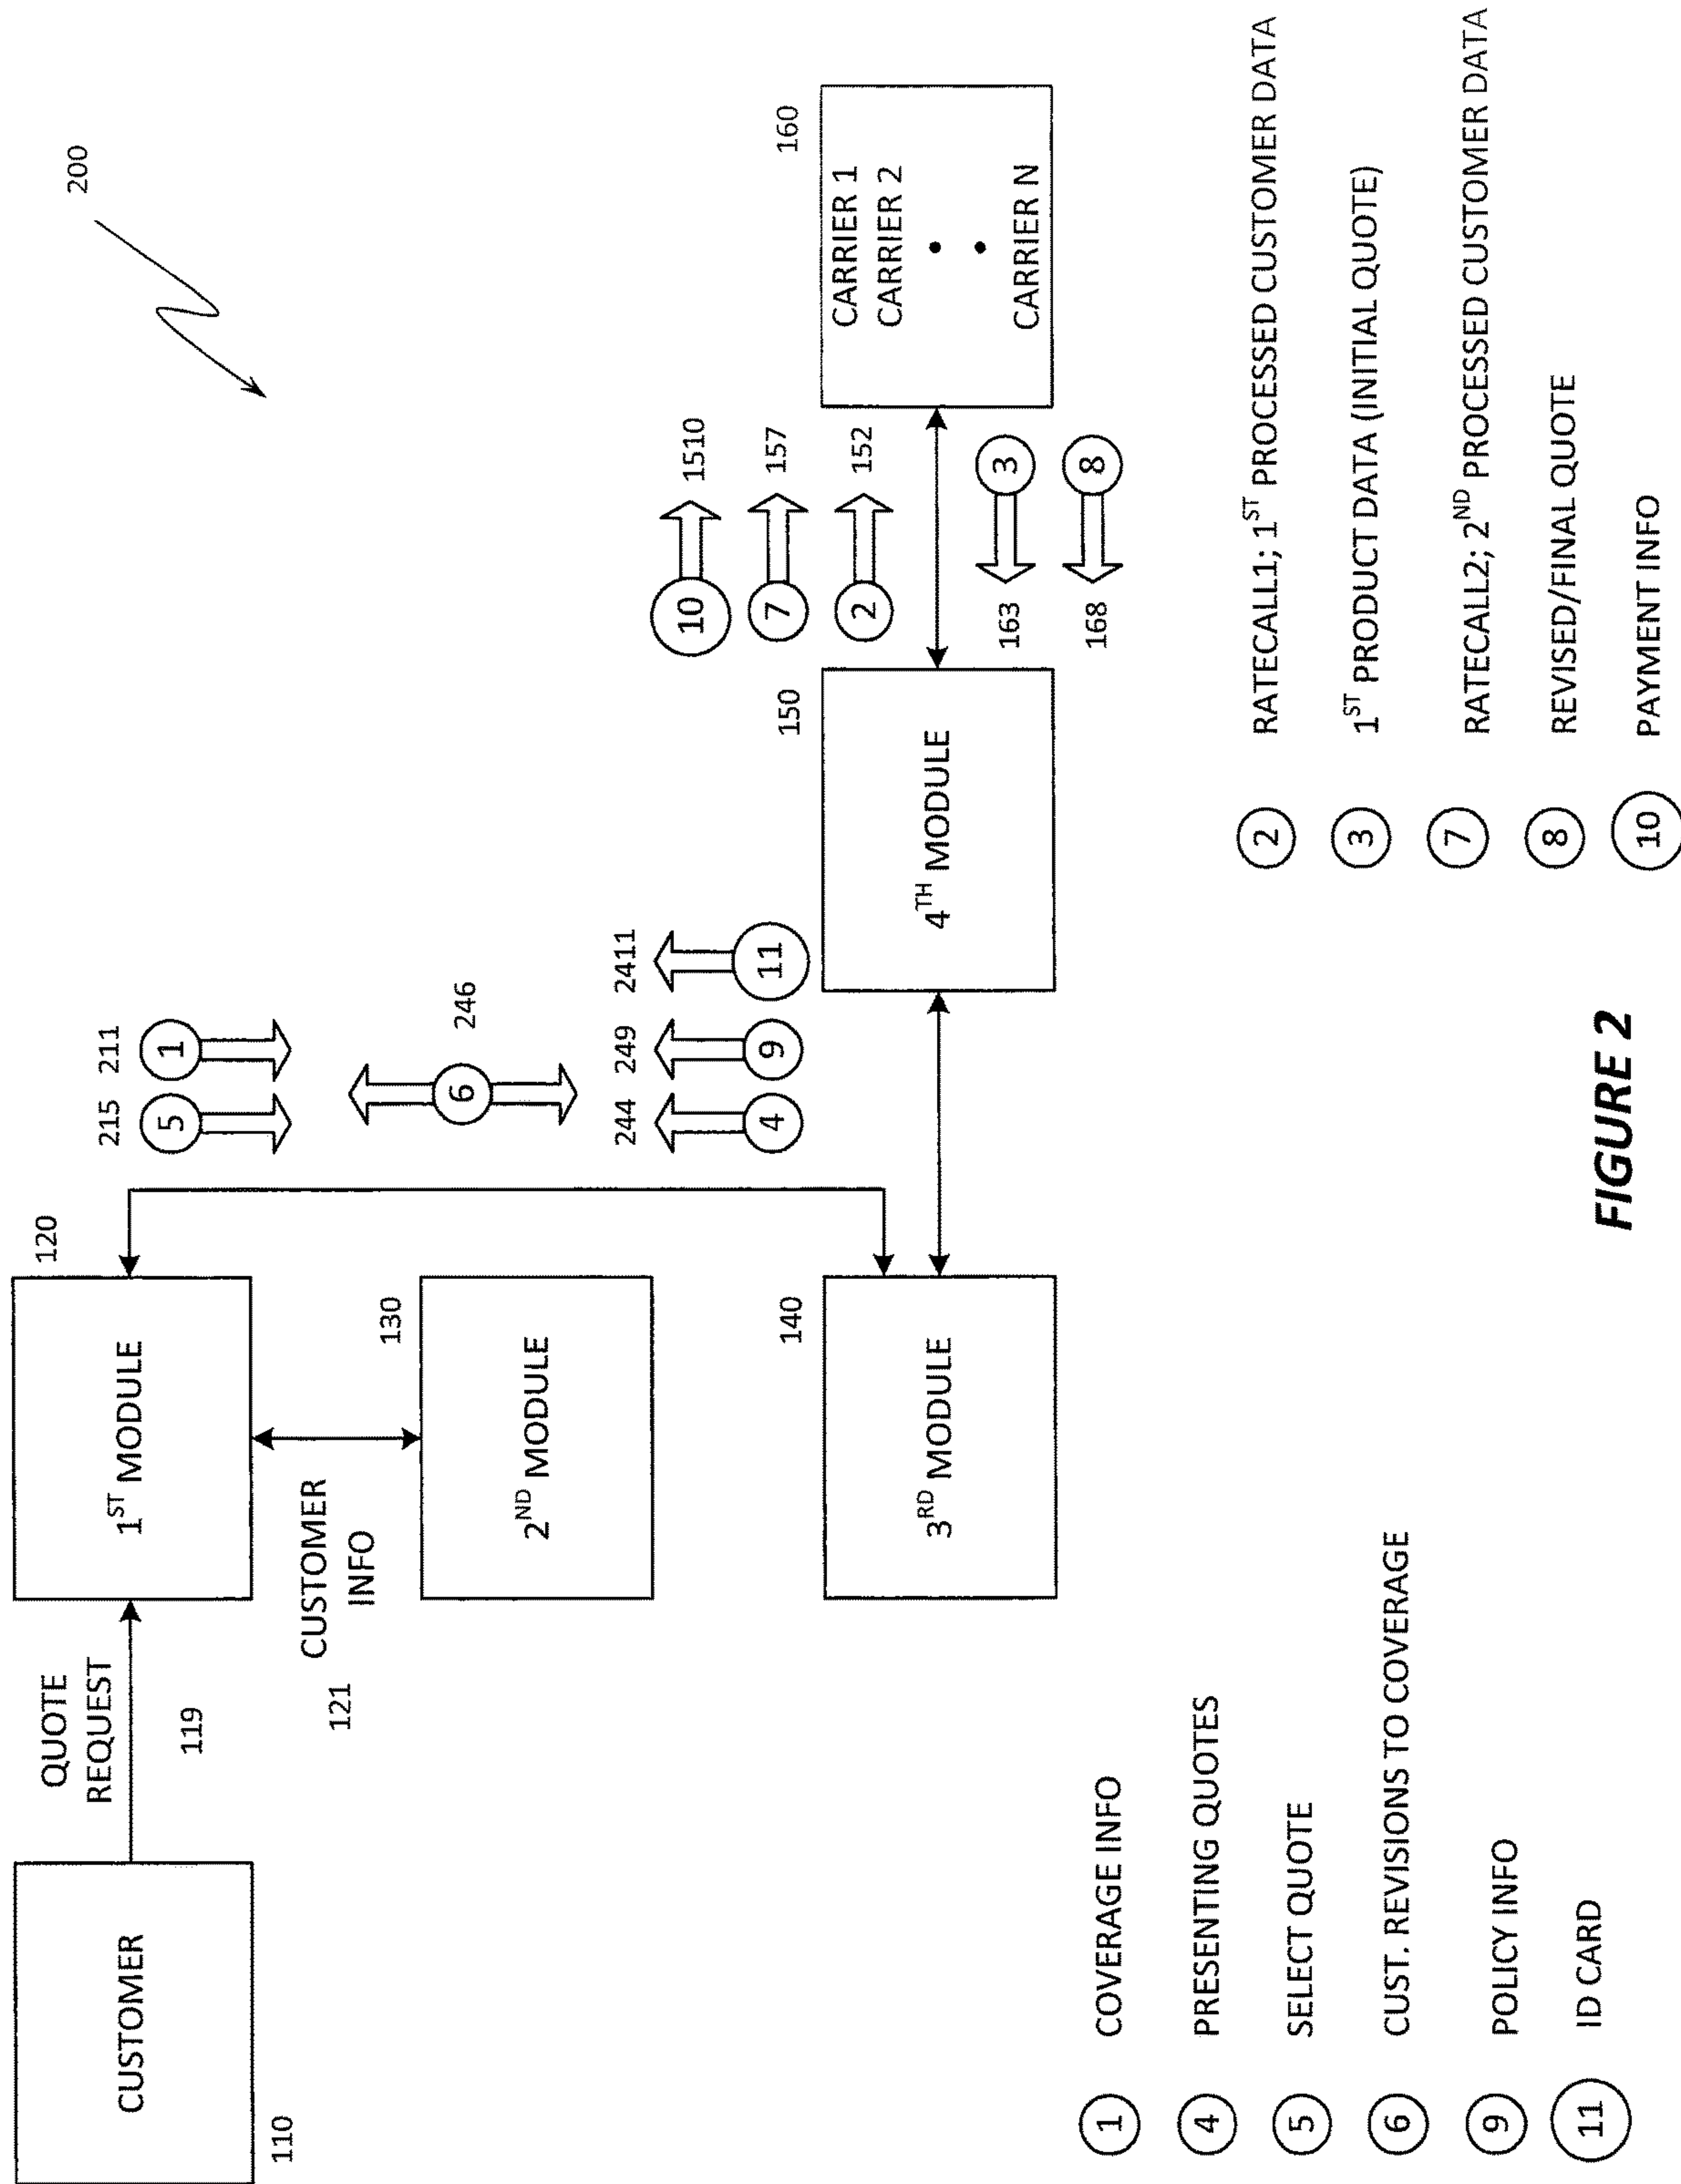 200
CUSTOMER
110
QUOTE
REQUEST
119
1ST MODULE
120
CUSTOMER
INFO
121
2ND MODULE
130
3RD MODULE
140
215
211
5
1
6
246
244
249
2411
4
9
11
4TH MODULE
150
10
1510
7
157
2
152
163
3
168
8
CARRIER 1
CARRIER 2
CARRIER N
160
1 COVERAGE INFO
4 PRESENTING QUOTES
5 SELECT QUOTE
6 CUST. REVISIONS TO COVERAGE
9 POLICY INFO
11 ID CARD
2 RATECALL1; 1ST PROCESSED CUSTOMER DATA
3 1ST PRODUCT DATA (INITIAL QUOTE)
7 RATECALL2; 2ND PROCESSED CUSTOMER DATA
8 REVISED/FINAL QUOTE
10 PAYMENT INFO
FIGURE 2